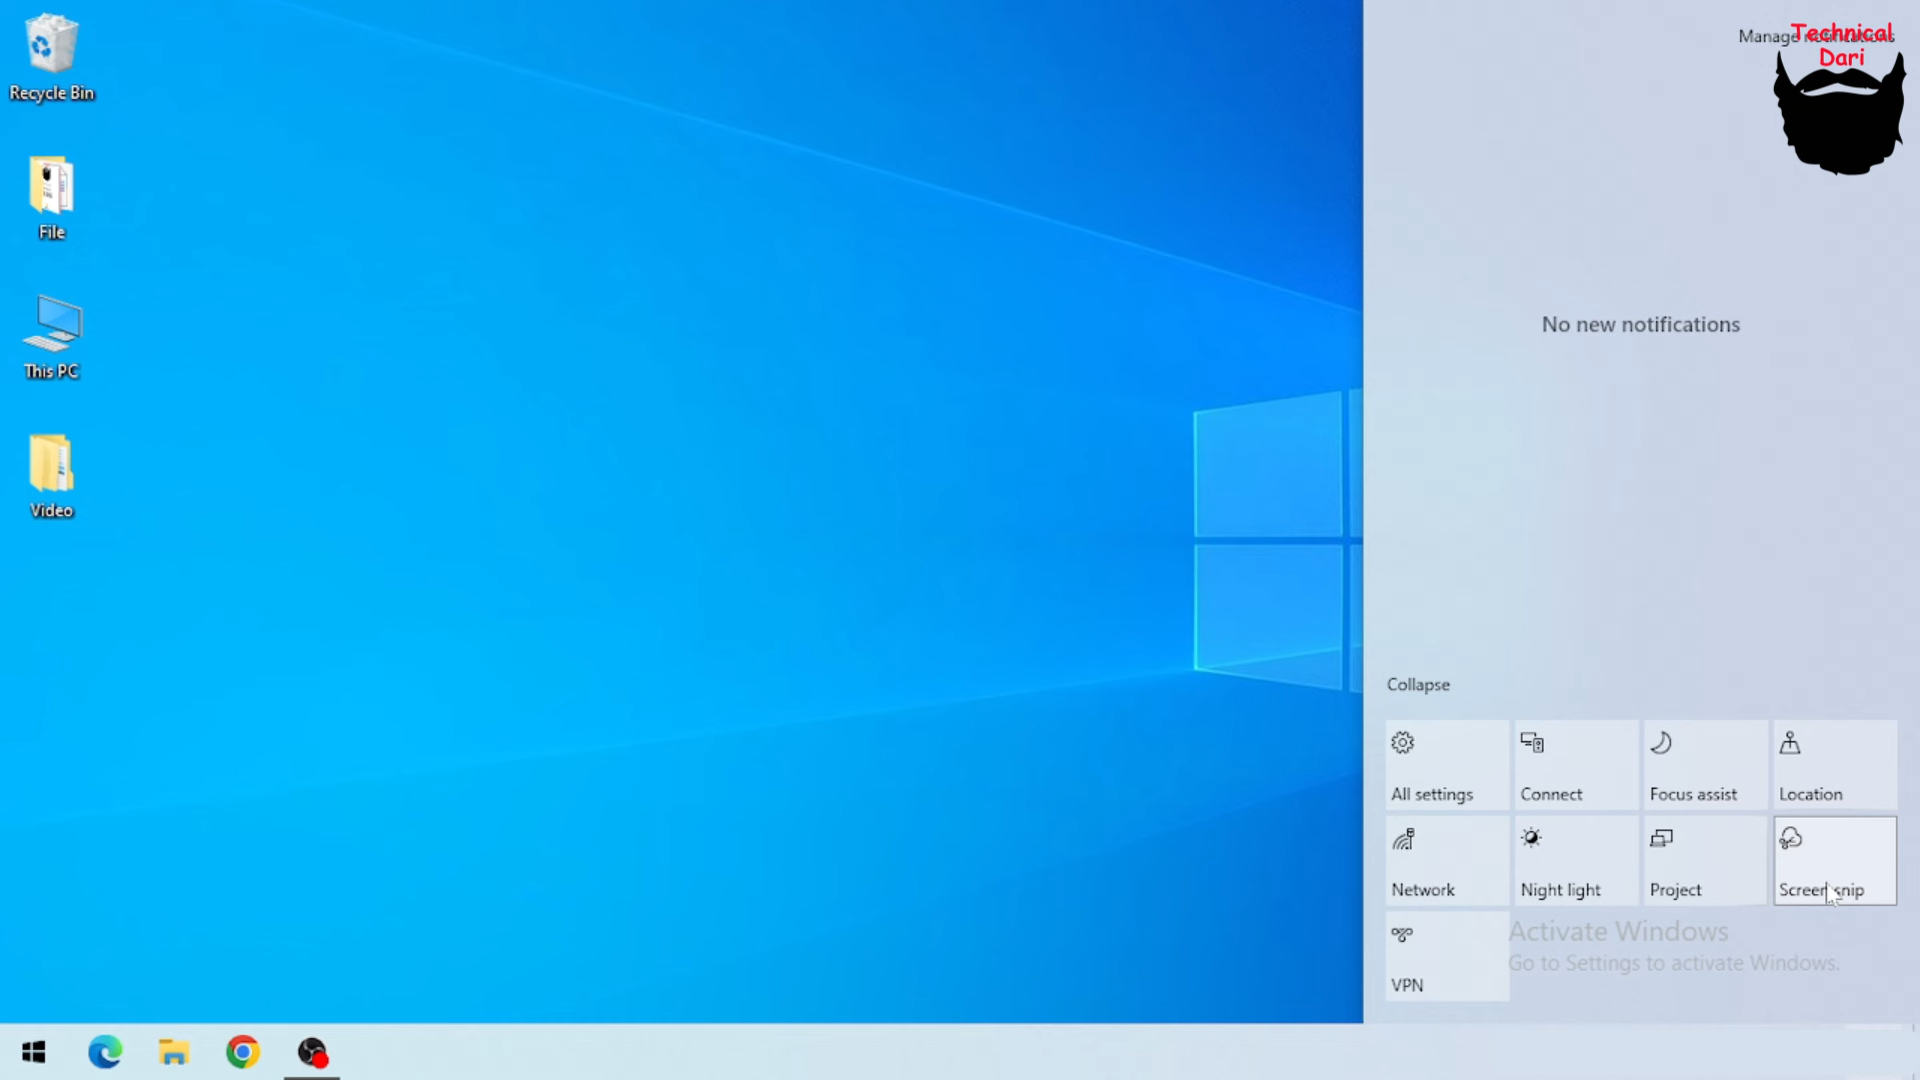 Recycle Bin
File
This PC
Video
Technical
Dari
Manage notifications
No new notifications
Collapse
All settings
Connect
Focus assist
Location
Network
Night light
Project
Screen snip
VPN
Activate Windows
Go to Settings to activate Windows.